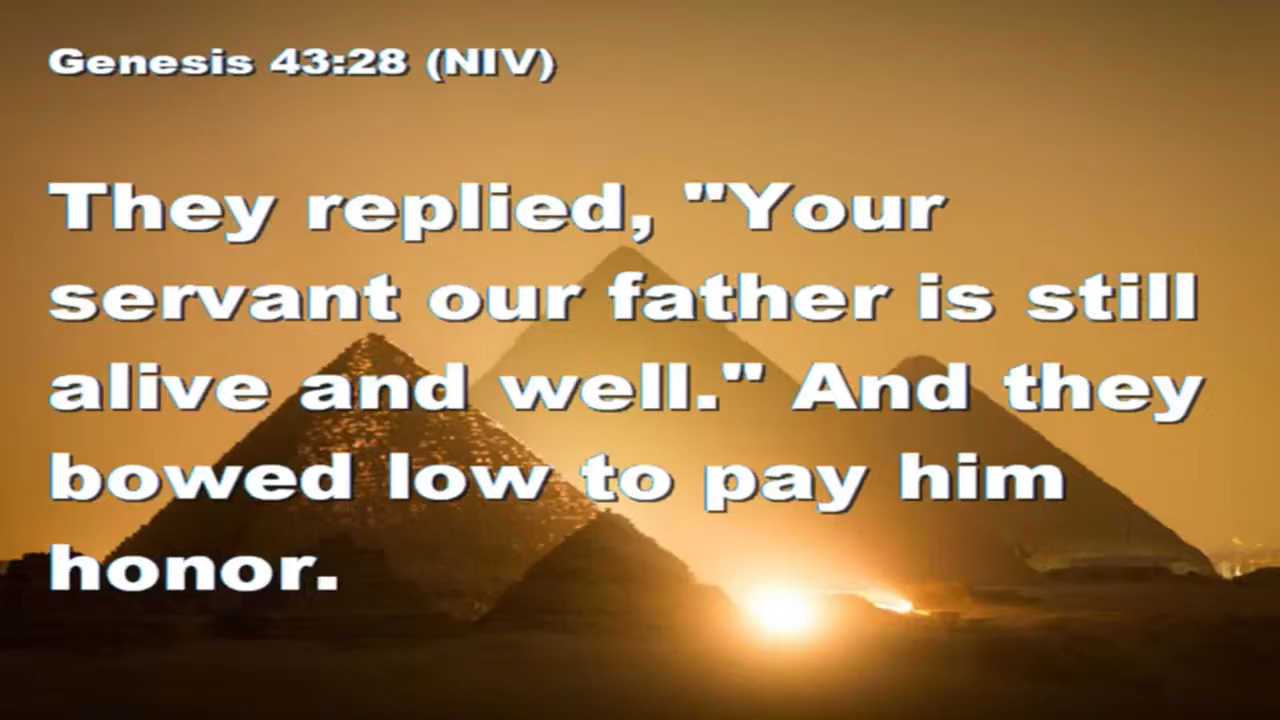 Genesis 43:28 (NIV)
They replied, "Your
servant our father is still
alive and well." And they
bowed low to pay him
honor.